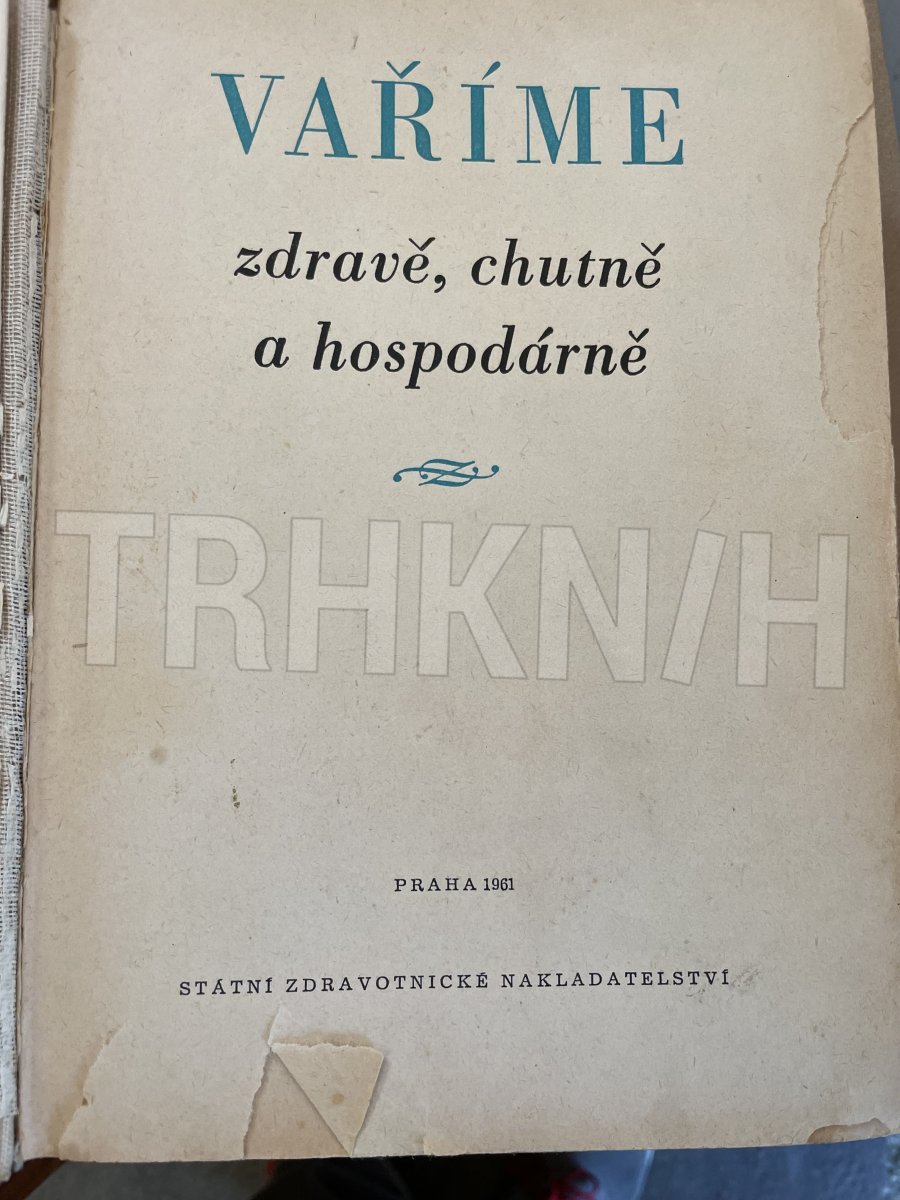 VAŘÍME
zdravě, chutně
a hospodárně
TRHKNIH
PRAHA 1961
STÁTNÍ ZDRAVOTNICKÉ NAKLADATELSTVÍ